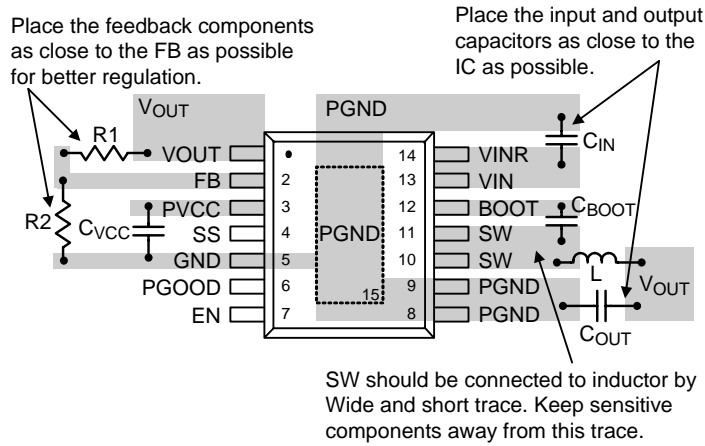 Place the feedback components
as close to the FB as possible
for better regulation.
Place the input and output
capacitors as close to the
IC as possible.
VOUT
PGND
R1
CIN
VOUT
14
VINR
FB
2
13
VIN
PVCC
3
12
BOOT
CBOOT
R2
CVCC
SS
4
PGND
11
SW
GND
5
10
SW
L
VOUT
PGOOD
6
15
9
PGND
EN
7
8
PGND
COUT
SW should be connected to inductor by
Wide and short trace. Keep sensitive
components away from this trace.